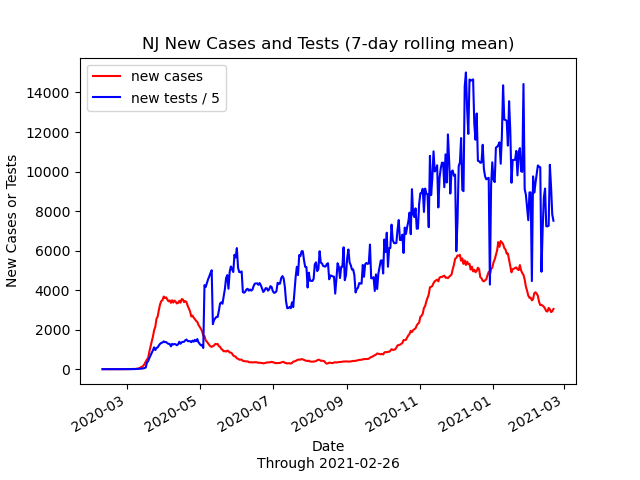 NJ New Cases and Tests (7-day rolling mean)
new cases
new tests / 5
New Cases or Tests
14000
12000
10000
8000
6000
4000
2000
0
2020-03
2020-05
2020-07
2020-09
2020-11
2021-01
2021-03
Date
Through 2021-02-26